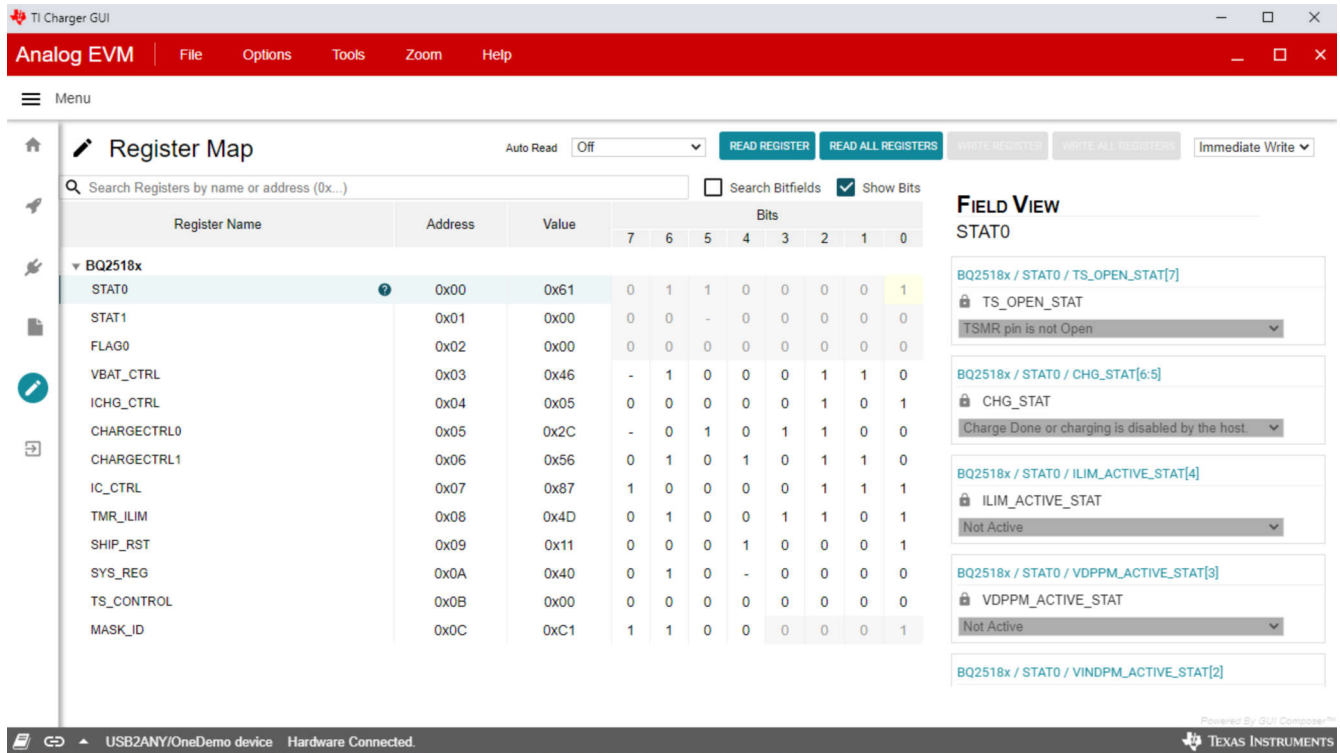 TI Charger GUI
Analog EVM File Options Tools Zoom Help
Menu
Register Map Auto Read Off READ REGISTER READ ALL REGISTERS WRITE REGISTER WRITE ALL REGISTERS Immediate Write
Search Registers by name or address (0x...) Search Bitfields Show Bits
Register Name Address Value Bits
7 6 5 4 3 2 1 0
BQ2518x
STAT0 0x00 0x61 0 1 1 0 0 0 0 1
STAT1 0x01 0x00 0 0 - 0 0 0 0 0
FLAG0 0x02 0x00 0 0 0 0 0 0 0 0
VBAT_CTRL 0x03 0x46 - 1 0 0 0 1 1 0
ICHG_CTRL 0x04 0x05 0 0 0 0 0 1 0 1
CHARGECTRL0 0x05 0x2C - 0 1 0 1 1 0 0
CHARGECTRL1 0x06 0x56 0 1 0 1 0 1 1 0
IC_CTRL 0x07 0x87 1 0 0 0 0 1 1 1
TMR_ILIM 0x08 0x4D 0 1 0 0 1 1 0 1
SHIP_RST 0x09 0x11 0 0 0 1 0 0 0 1
SYS_REG 0x0A 0x40 0 1 0 - 0 0 0 0
TS_CONTROL 0x0B 0x00 0 0 0 0 0 0 0 0
MASK_ID 0x0C 0xC1 1 1 0 0 0 0 0 1
FIELD VIEW
STAT0
BQ2518x / STAT0 / TS_OPEN_STAT[7]
TS_OPEN_STAT
TSMR pin is not Open
BQ2518x / STAT0 / CHG_STAT[6:5]
CHG_STAT
Charge Done or charging is disabled by the host.
BQ2518x / STAT0 / ILIM_ACTIVE_STAT[4]
ILIM_ACTIVE_STAT
Not Active
BQ2518x / STAT0 / VDPPM_ACTIVE_STAT[3]
VDPPM_ACTIVE_STAT
Not Active
BQ2518x / STAT0 / VINDPM_ACTIVE_STAT[2]
Powered By GUI Composer™
USB2ANY/OneDemo device Hardware Connected. TEXAS INSTRUMENTS